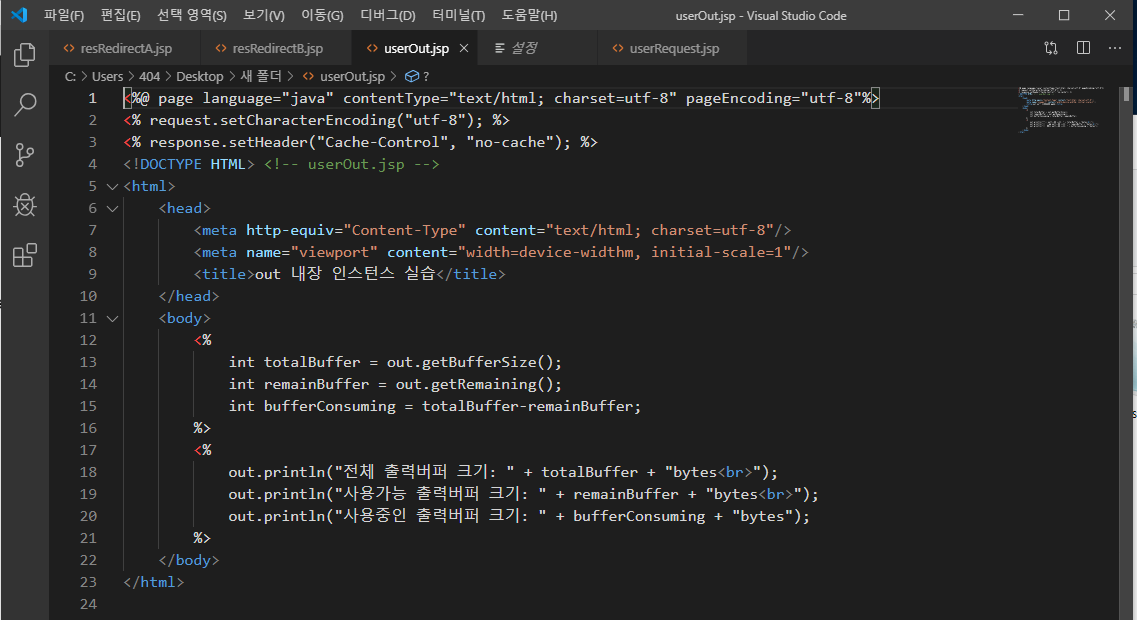 파일(F) 편집(E) 선택 영역(S) 보기(V) 이동(G) 디버그(D) 터미널(T) 도움말(H) userOut.jsp - Visual Studio Code
resRedirectA.jsp resRedirectB.jsp userOut.jsp 설정 userRequest.jsp
C: > Users > 404 > Desktop > 새 폴더 > userOut.jsp > ?
1 <%@ page language="java" contentType="text/html; charset=utf-8" pageEncoding="utf-8"%>
2 <% request.setCharacterEncoding("utf-8"); %>
3 <% response.setHeader("Cache-Control", "no-cache"); %>
4 <!DOCTYPE HTML> <!-- userOut.jsp -->
5 <html>
6 <head>
7 <meta http-equiv="Content-Type" content="text/html; charset=utf-8"/>
8 <meta name="viewport" content="width=device-widthm, initial-scale=1"/>
9 <title>out 내장 인스턴스 실습</title>
10 </head>
11 <body>
12 <%
13 int totalBuffer = out.getBufferSize();
14 int remainBuffer = out.getRemaining();
15 int bufferConsuming = totalBuffer-remainBuffer;
16 %>
17 <%
18 out.println("전체 출력버퍼 크기: " + totalBuffer + "bytes<br>");
19 out.println("사용가능 출력버퍼 크기: " + remainBuffer + "bytes<br>");
20 out.println("사용중인 출력버퍼 크기: " + bufferConsuming + "bytes");
21 %>
22 </body>
23 </html>
24